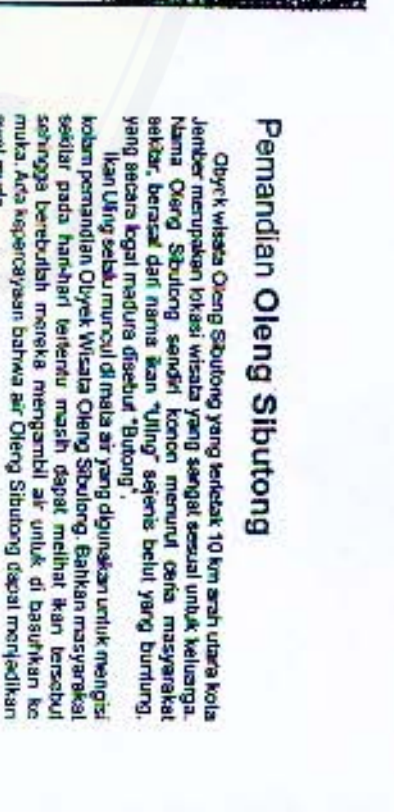 Pemandian Oleng Sibutong
Obyek wisata Oleng Sibutong yang terletak 10 km arah utara kota
Jember merupakan lokasi wisata yang sangat sesuai untuk keluarga.
Nama Oleng Sibutong sendiri konon menurut ceria masyarakat
sekitar, berasal dari nama ikan "Uling" sejenis belut yang buntung,
yang secara logal madura disebut "Butong".
Ikan Uling selalu muncul di mata air yang digunakan untuk mengisi
kolam pemandian Obyek Wisata Oleng Sibutong. Bahkan masyarakat
sekitar pada hari-hari tertentu masih dapat melihat ikan tersebut
sehingga berebutlah mereka mengambil air untuk di basuhkan ke
muka. Ada kepercayaan bahwa air Oleng Sibutong dapat menjadikan